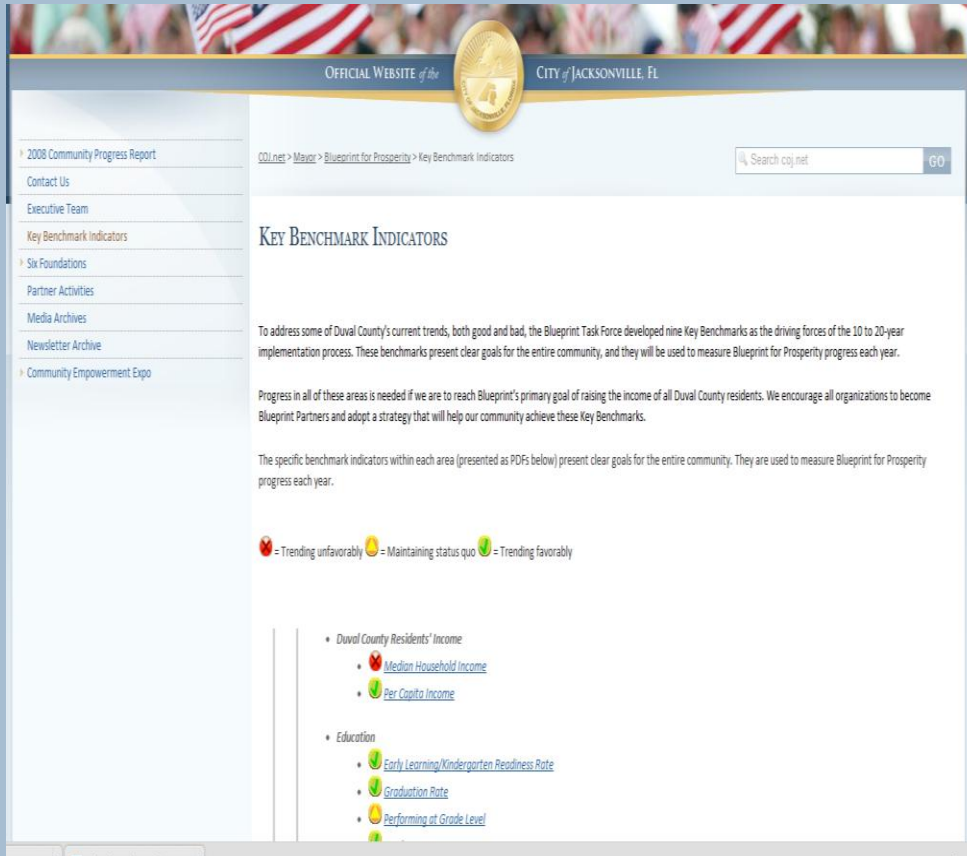 OFFICIAL WEBSITE of the CITY of JACKSONVILLE, FL
2008 Community Progress Report
Contact Us
Executive Team
Key Benchmark Indicators
Six Foundations
Partner Activities
Media Archives
Newsletter Archive
Community Empowerment Expo
COJ.net > Mayor > Blueprint for Prosperity > Key Benchmark Indicators
Search coj.net GO
KEY BENCHMARK INDICATORS
To address some of Duval County's current trends, both good and bad, the Blueprint Task Force developed nine Key Benchmarks as the driving forces of the 10 to 20-year
implementation process. These benchmarks present clear goals for the entire community, and they will be used to measure Blueprint for Prosperity progress each year.
Progress in all of these areas is needed if we are to reach Blueprint's primary goal of raising the income of all Duval County residents. We encourage all organizations to become
Blueprint Partners and adopt a strategy that will help our community achieve these Key Benchmarks.
The specific benchmark indicators within each area (presented as PDFs below) present clear goals for the entire community. They are used to measure Blueprint for Prosperity
progress each year.
= Trending unfavorably = Maintaining status quo = Trending favorably
• Duval County Residents' Income
• Median Household Income
• Per Capita Income
• Education
• Early Learning/Kindergarten Readiness Rate
• Graduation Rate
• Performing at Grade Level